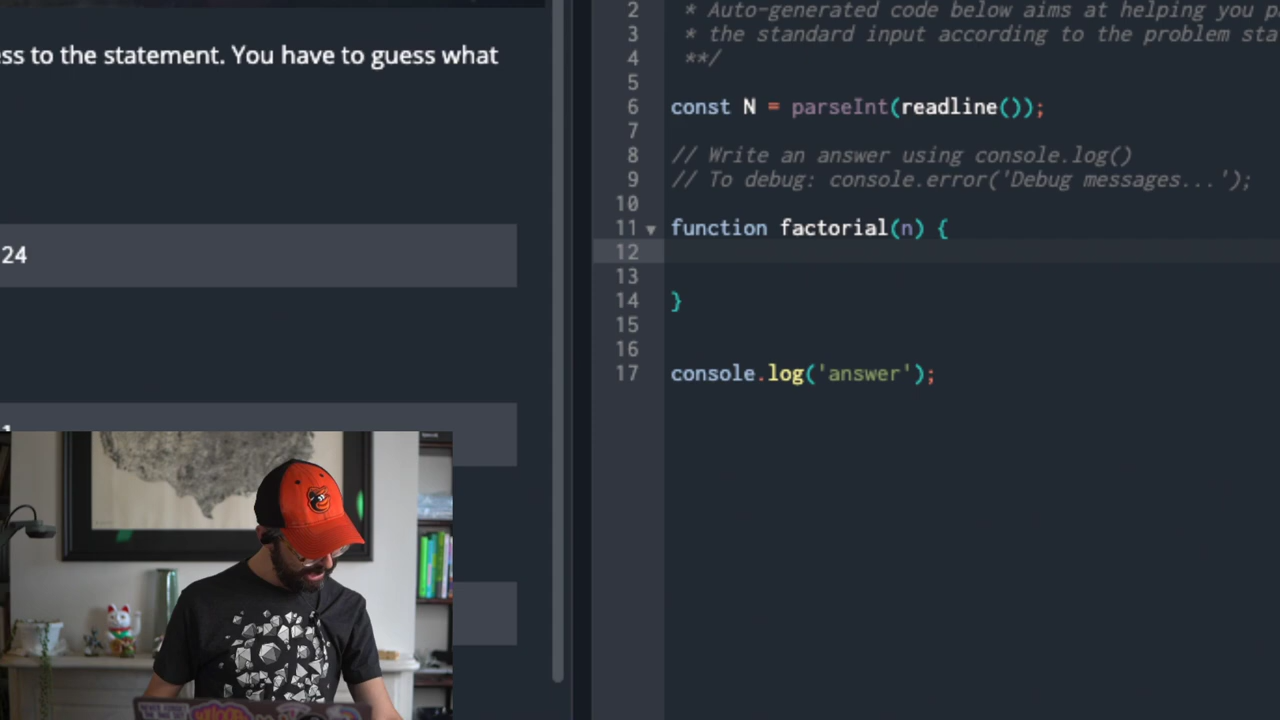 ss to the statement. You have to guess what
24
1
2 * Auto-generated code below aims at helping you p
3 * the standard input according to the problem sta
4 **/
5
6 const N = parseInt(readline());
7
8 // Write an answer using console.log()
9 // To debug: console.error('Debug messages...');
10
11 function factorial(n) {
12
13
14 }
15
16
17 console.log('answer');